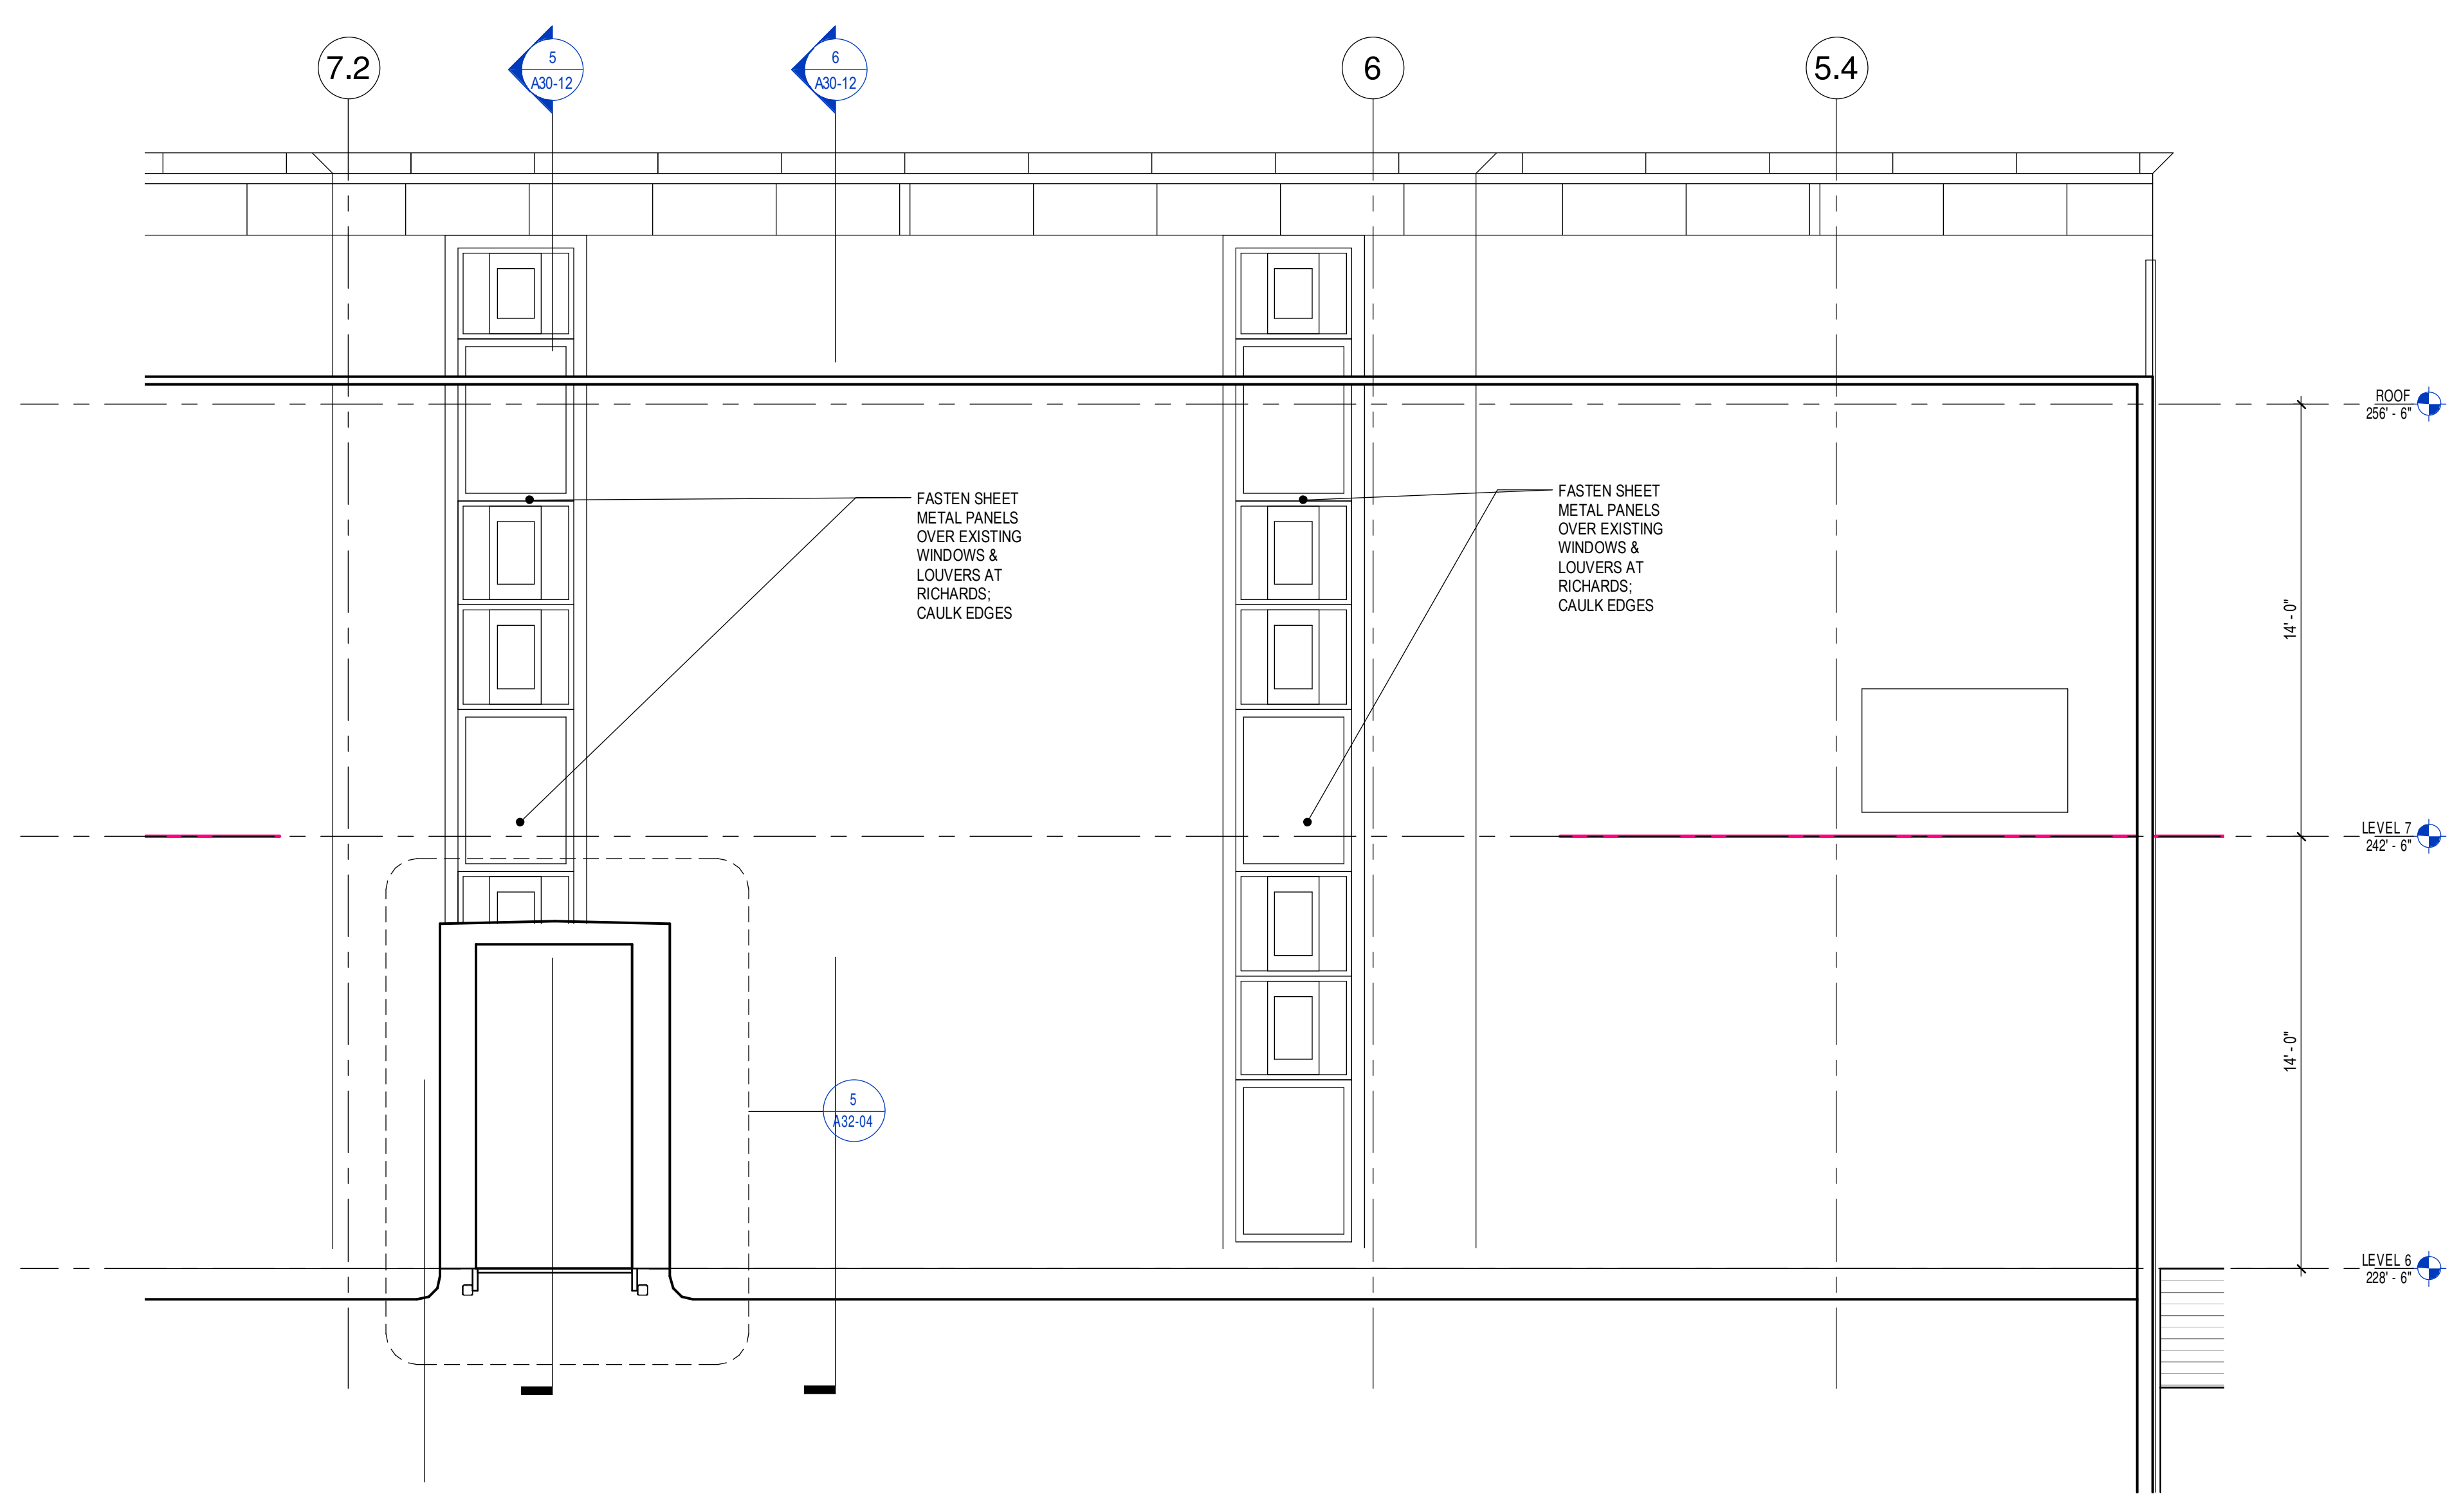 7.2
5
A30-12
6
A30-12
6
5.4
ROOF
256' - 6"
FASTEN SHEET
METAL PANELS
OVER EXISTING
WINDOWS &
LOUVERS AT
RICHARDS;
CAULK EDGES
FASTEN SHEET
METAL PANELS
OVER EXISTING
WINDOWS &
LOUVERS AT
RICHARDS;
CAULK EDGES
14' - 0"
LEVEL 7
242' - 6"
14' - 0"
5
A32-04
LEVEL 6
228' - 6"